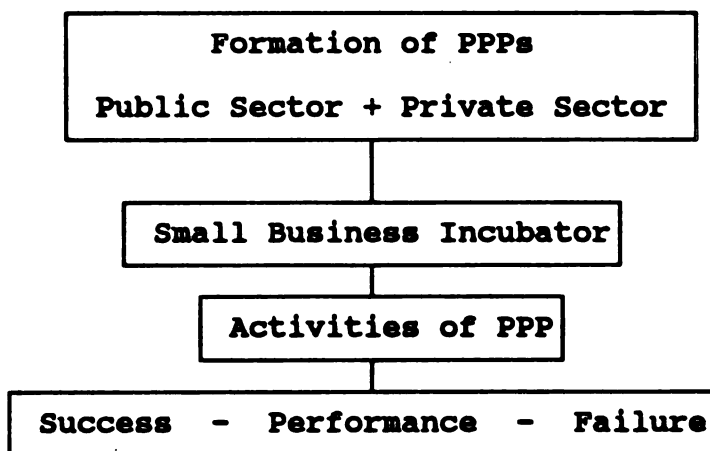 Formation of PPPs
Public Sector + Private Sector
Small Business Incubator
Activities of PPP
Success - Performance - Failure